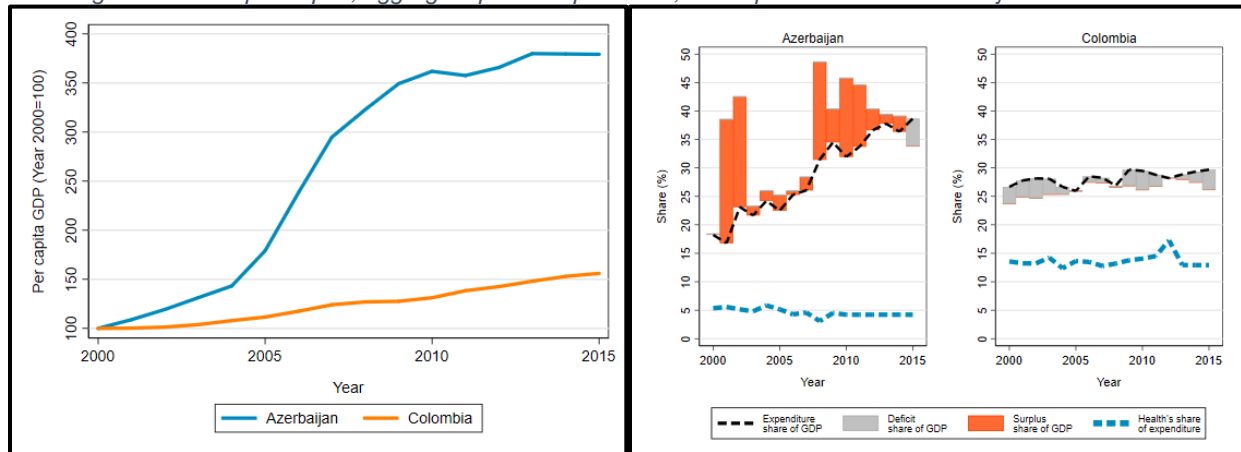 Per capita GDP (Year 2000=100)
400
350
300
250
200
150
100
2000
2005
2010
2015
Year
Azerbaijan
Colombia
Azerbaijan
Share (%)
50
45
40
35
30
25
20
15
10
5
0
2000
2005
2010
2015
Year
Colombia
Share (%)
50
45
40
35
30
25
20
15
10
5
0
2000
2005
2010
2015
Year
Expenditure
share of GDP
Deficit
share of GDP
Surplus
share of GDP
Health's share
of expenditure